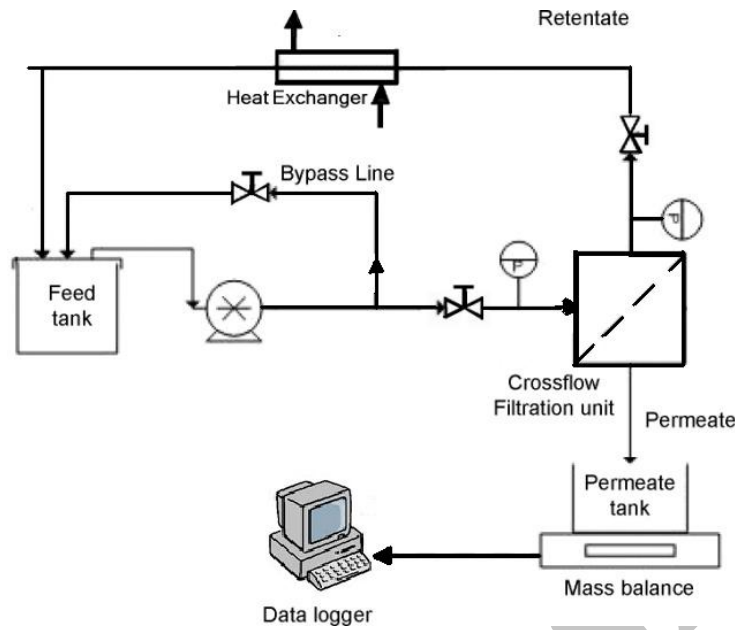 Retentate
Heat Exchanger
Bypass Line
P
P
Feed
tank
Crossflow
Filtration unit
Permeate
Permeate
tank
Mass balance
Data logger